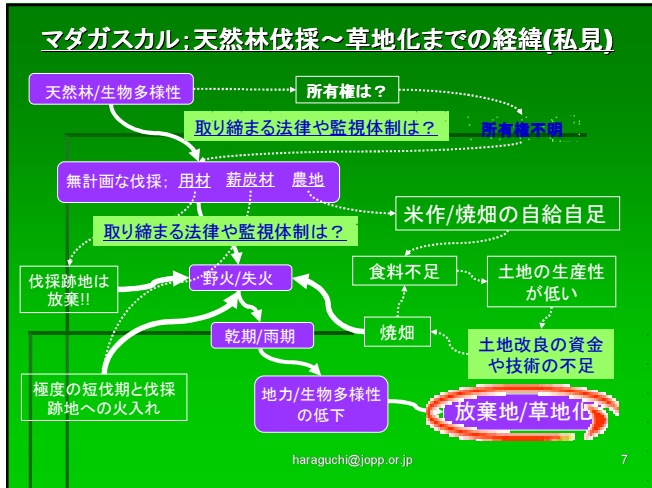 マダガスカル；天然林伐採～草地化までの経緯(私見)
天然林/生物多様性
所有権は？
取り締まる法律や監視体制は？
所有権不明
無計画な伐採； 用材 薪炭材 農地
米作/焼畑の自給自足
取り締まる法律や監視体制は？
伐採跡地は
放棄!!
野火/失火
食料不足
土地の生産性
が低い
乾期/雨期
焼畑
土地改良の資金
や技術の不足
極度の短伐期と伐採
跡地への火入れ
地力/生物多様性
の低下
放棄地/草地化
haraguchi@jopp.or.jp
7